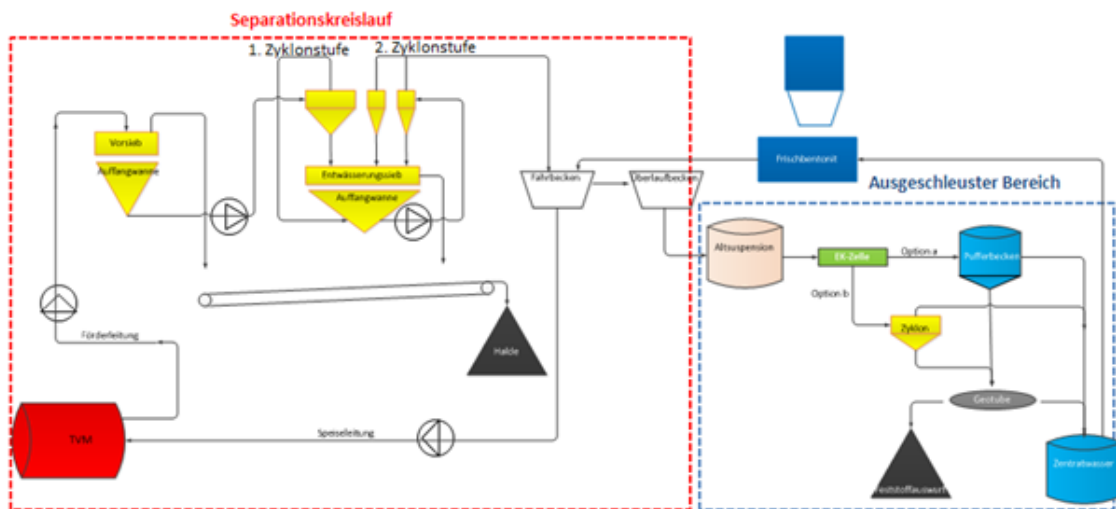 Separationskreislauf
1. Zyklonstufe
2. Zyklonstufe
Vorsieb
Auffangwanne
Entwässerungssieb
Auffangwanne
Fahrbecken
Überlaufbecken
Frischbentonit
Ausgeschleuster Bereich
Altsuspension
EK-Zelle
Option a
Pufferbecken
Option b
Zyklon
Förderleitung
Halde
Geotube
TVM
Speiseleitung
Feststoffauswurf
Zentratwasser